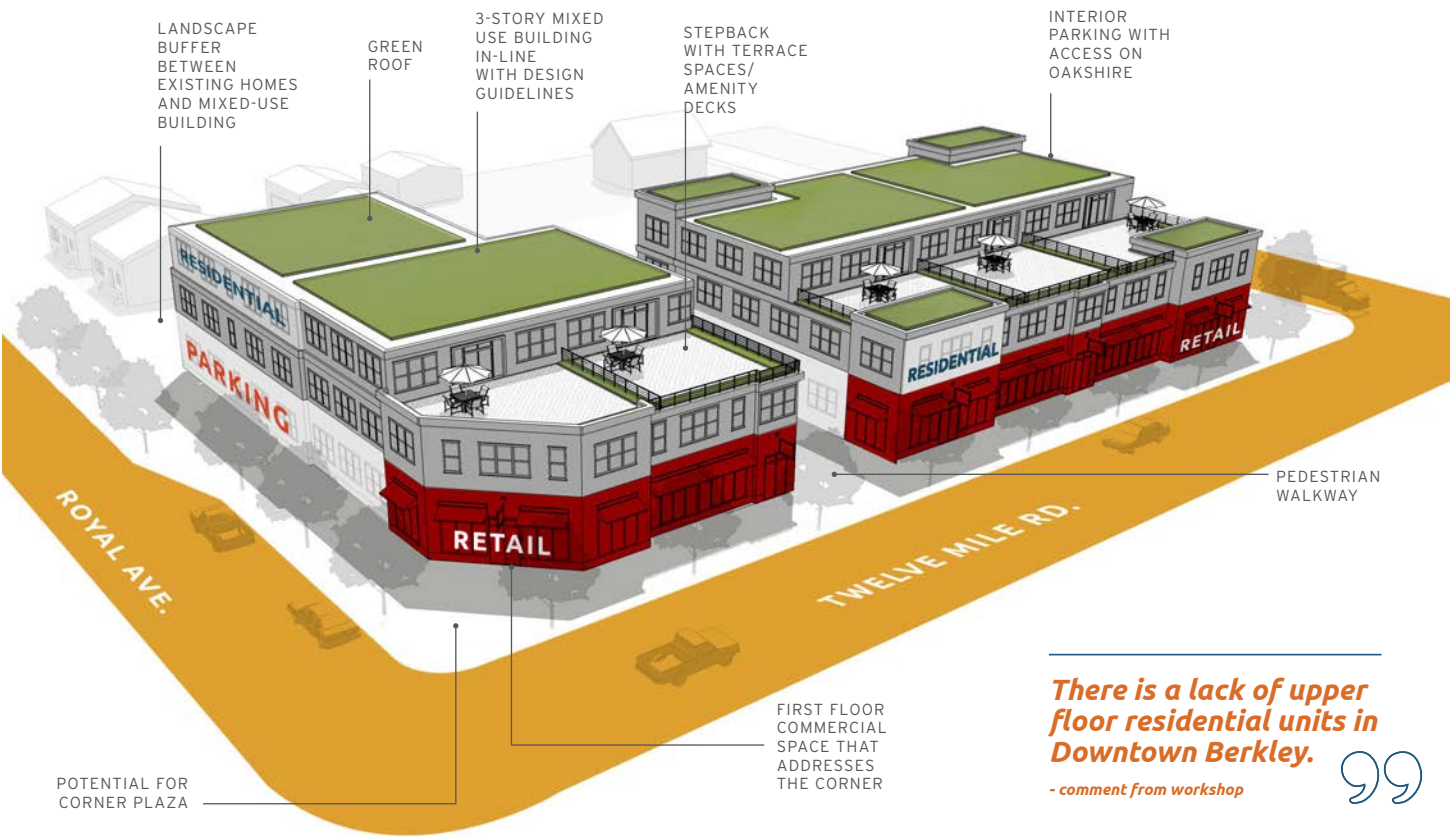 LANDSCAPE
BUFFER
BETWEEN
EXISTING HOMES
AND MIXED-USE
BUILDING
GREEN
ROOF
3-STORY MIXED
USE BUILDING
IN-LINE
WITH DESIGN
GUIDELINES
STEPBACK
WITH TERRACE
SPACES/
AMENITY
DECKS
INTERIOR
PARKING WITH
ACCESS ON
OAKSHIRE
RESIDENTIAL
PARKING
RETAIL
RESIDENTIAL
RETAIL
ROYAL AVE.
TWELVE MILE RD.
PEDESTRIAN
WALKWAY
FIRST FLOOR
COMMERCIAL
SPACE THAT
ADDRESSES
THE CORNER
POTENTIAL FOR
CORNER PLAZA
There is a lack of upper
floor residential units in
Downtown Berkley.
- comment from workshop